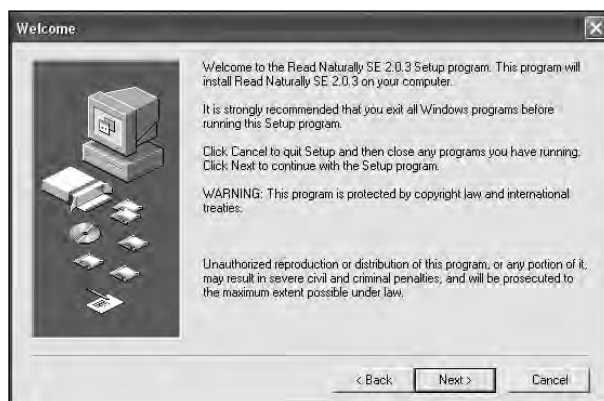 Welcome
Welcome to the Read Naturally SE 2.0.3 Setup program. This program will
install Read Naturally SE 2.0.3 on your computer.
It is strongly recommended that you exit all Windows programs before
running this Setup program.
Click Cancel to quit Setup and then close any programs you have running.
Click Next to continue with the Setup program.
WARNING: This program is protected by copyright law and international
treaties.
Unauthorized reproduction or distribution of this program, or any portion of it,
may result in severe civil and criminal penalties, and will be prosecuted to
the maximum extent possible under law.
< Back Next > Cancel